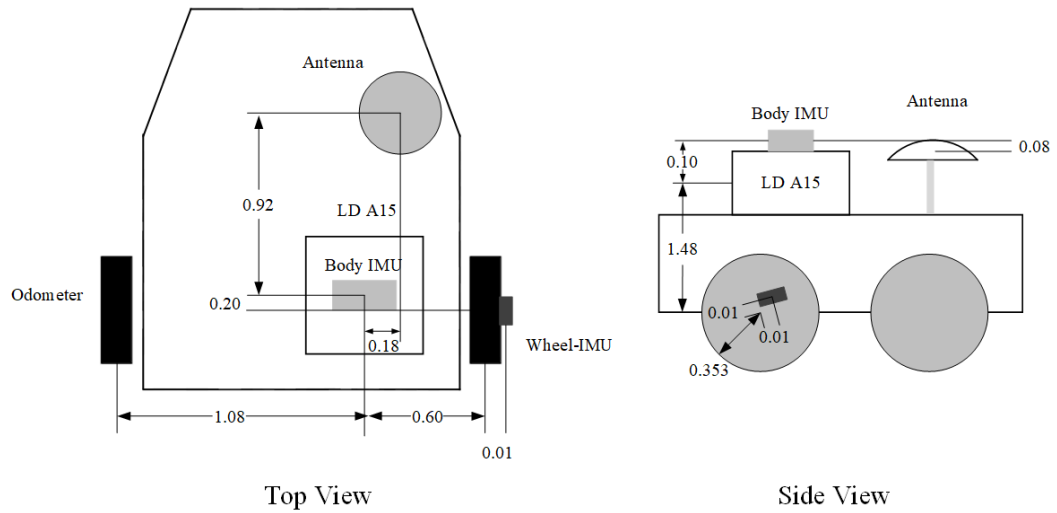 Antenna
0.92
LD A15
Body IMU
Odometer
0.20
0.18
Wheel-IMU
1.08
0.60
0.01
Top View
Antenna
Body IMU
0.08
0.10
LD A15
1.48
0.01
0.01
0.353
Side View